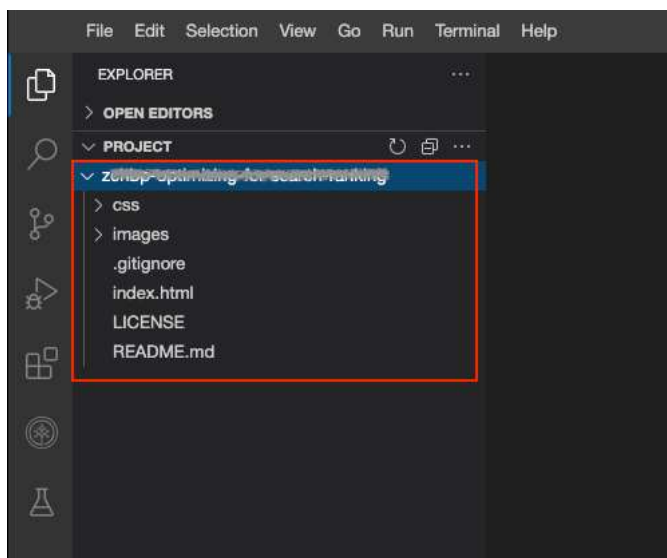 File Edit Selection View Go Run Terminal Help
EXPLORER
OPEN EDITORS
PROJECT
css
images
.gitignore
index.html
LICENSE
README.md